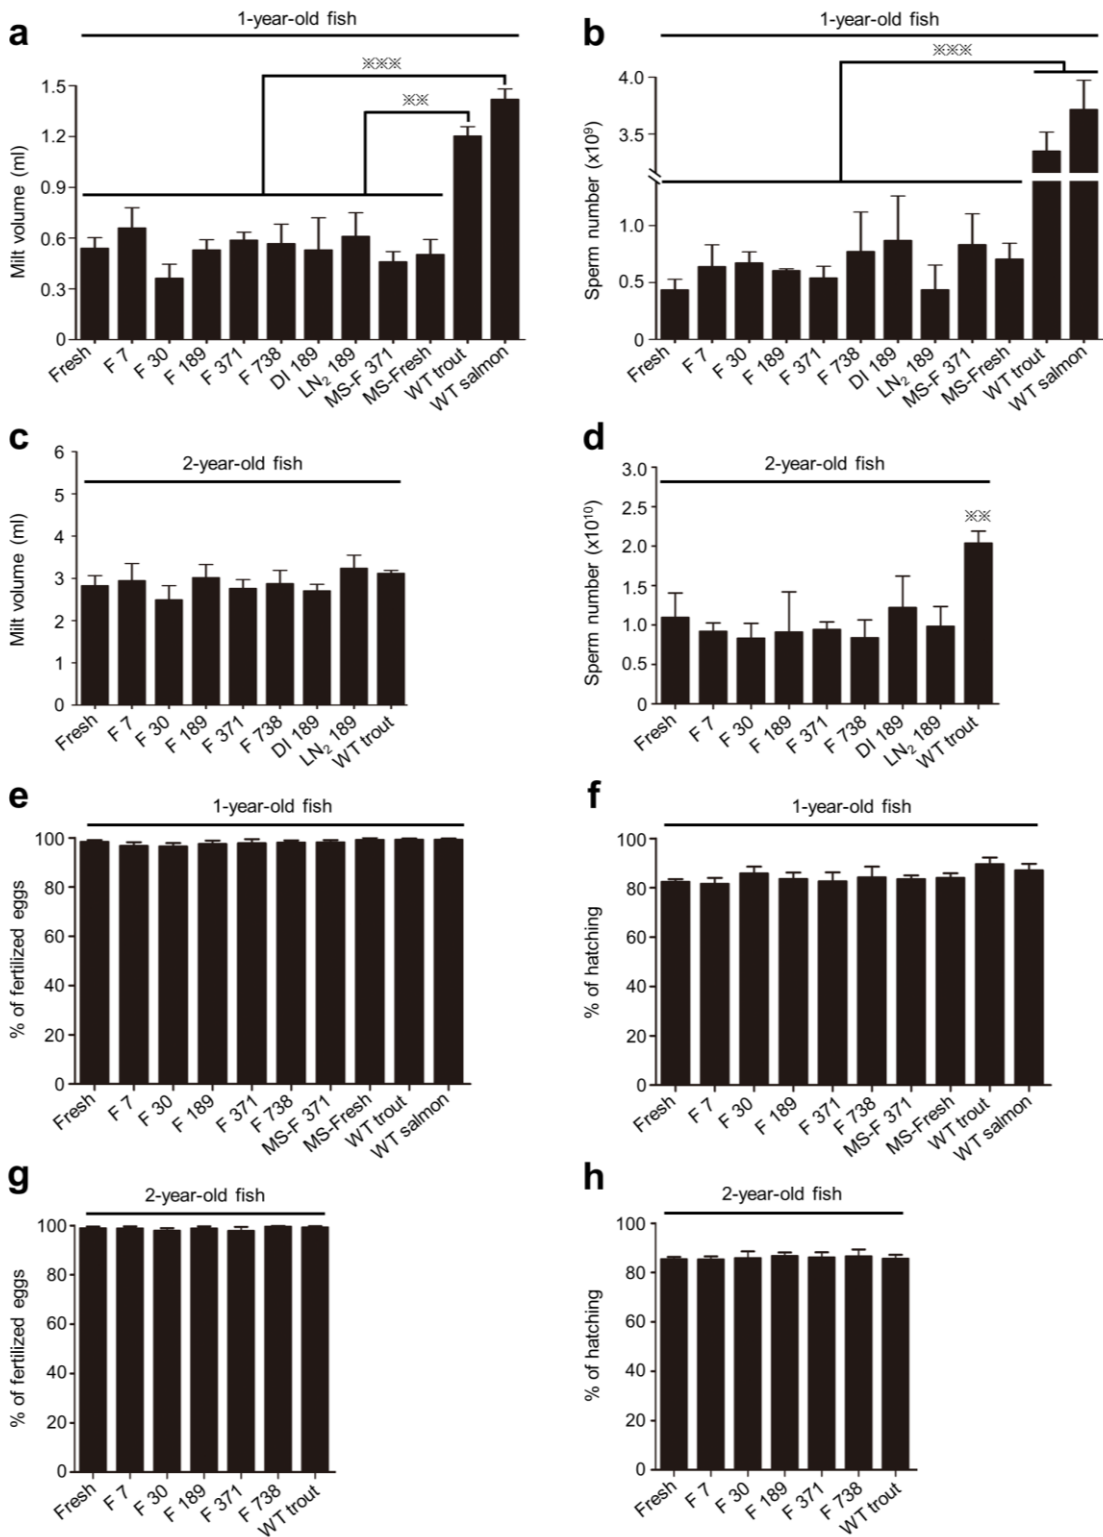 a
1-year-old fish
※※※
※※
Milt volume (ml)
1.5
1.2
0.9
0.6
0.3
0
Fresh
F 7
F 30
F 189
F 371
F 738
DI 189
LN₂ 189
MS-F 371
MS-Fresh
WT trout
WT salmon
b
1-year-old fish
※※※
Sperm number (x10⁹)
4.0
3.5
1.0
0.5
0
Fresh
F 7
F 30
F 189
F 371
F 738
DI 189
LN₂ 189
MS-F 371
MS-Fresh
WT trout
WT salmon
c
2-year-old fish
Milt volume (ml)
6
5
4
3
2
1
0
Fresh
F 7
F 30
F 189
F 371
F 738
DI 189
LN₂ 189
WT trout
d
2-year-old fish
※※
Sperm number (x10¹⁰)
3.0
2.5
2.0
1.5
1.0
0.5
0
Fresh
F 7
F 30
F 189
F 371
F 738
DI 189
LN₂ 189
WT trout
e
1-year-old fish
% of fertilized eggs
100
80
60
40
20
0
Fresh
F 7
F 30
F 189
F 371
F 738
MS-F 371
MS-Fresh
WT trout
WT salmon
f
1-year-old fish
% of hatching
100
80
60
40
20
0
Fresh
F 7
F 30
F 189
F 371
F 738
MS-F 371
MS-Fresh
WT trout
WT salmon
g
2-year-old fish
% of fertilized eggs
100
80
60
40
20
0
Fresh
F 7
F 30
F 189
F 371
F 738
WT trout
h
2-year-old fish
% of hatching
100
80
60
40
20
0
Fresh
F 7
F 30
F 189
F 371
F 738
WT trout